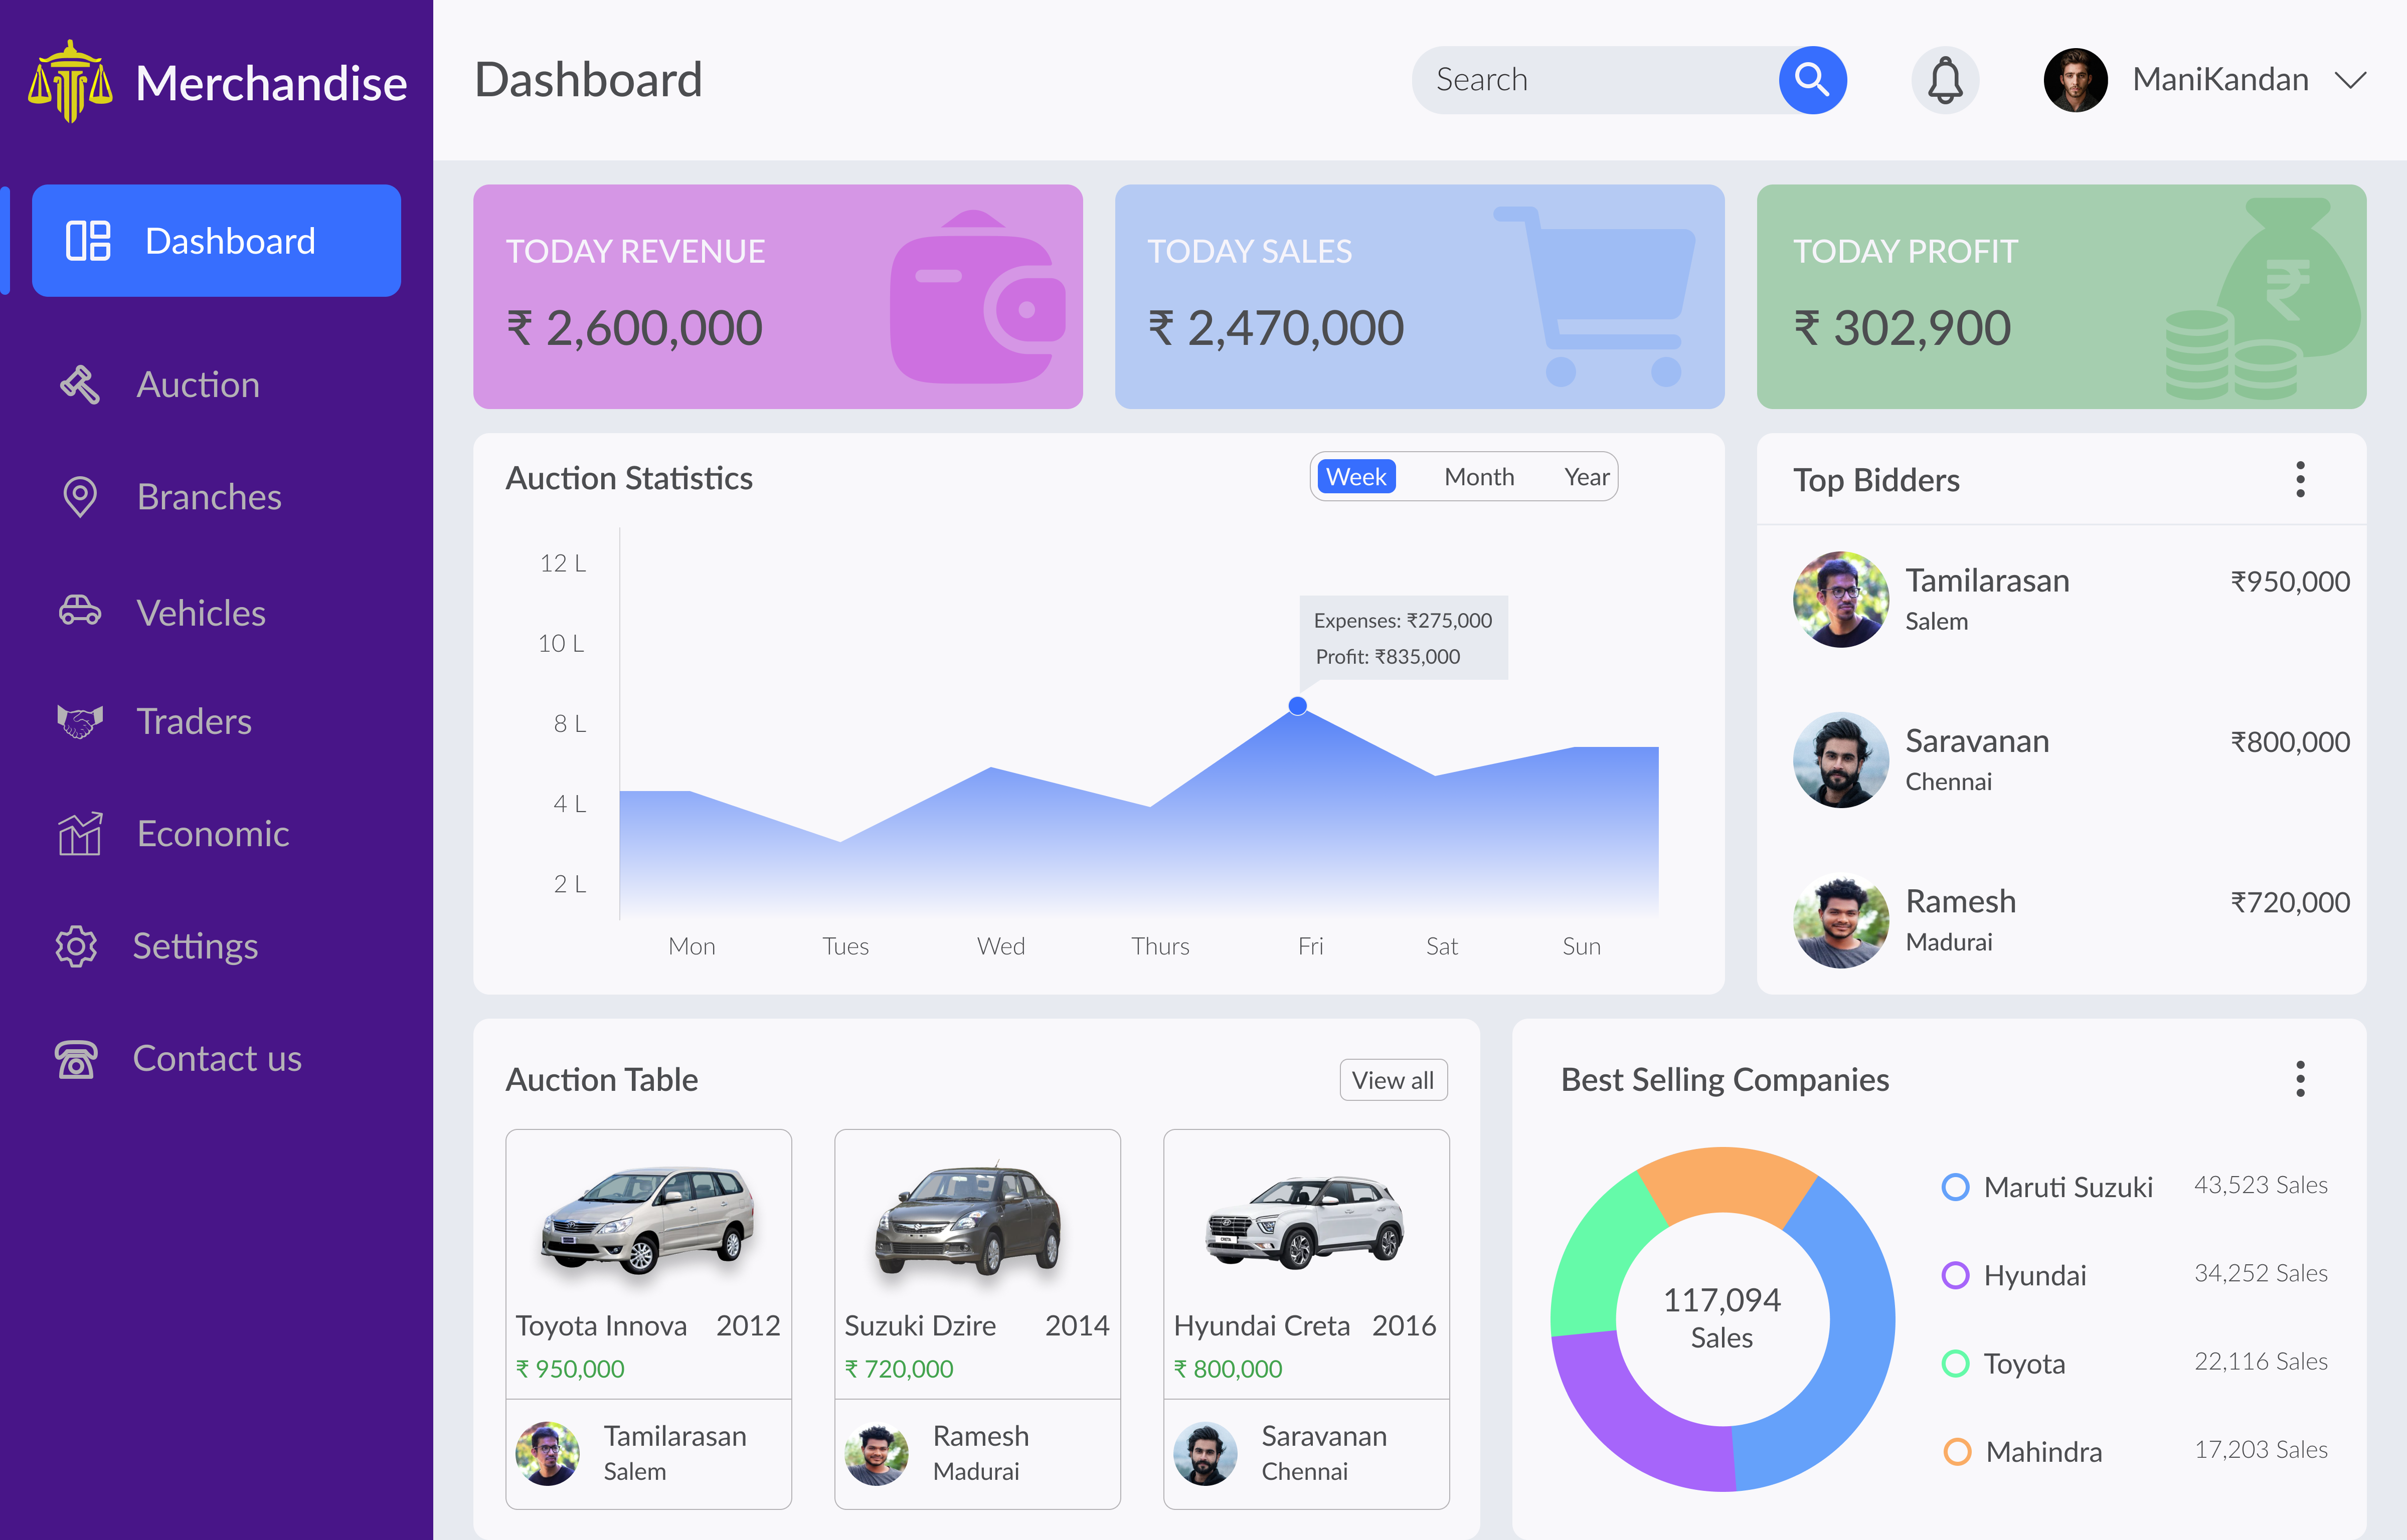 Merchandise
Dashboard
Search
ManiKandan
Dashboard
Auction
Branches
Vehicles
Traders
Economic
Settings
Contact us
TODAY REVENUE
₹ 2,600,000
TODAY SALES
₹ 2,470,000
TODAY PROFIT
₹ 302,900
₹
Auction Statistics
Week Month Year
12 L
10 L
8 L
4 L
2 L
Expenses: ₹275,000
Profit: ₹835,000
Mon Tues Wed Thurs Fri Sat Sun
Top Bidders
Tamilarasan ₹950,000
Salem
Saravanan ₹800,000
Chennai
Ramesh ₹720,000
Madurai
Auction Table
View all
Toyota Innova 2012
₹ 950,000
Tamilarasan
Salem
Suzuki Dzire 2014
₹ 720,000
Ramesh
Madurai
CRETA
Hyundai Creta 2016
₹ 800,000
Saravanan
Chennai
Best Selling Companies
117,094
Sales
Maruti Suzuki 43,523 Sales
Hyundai 34,252 Sales
Toyota 22,116 Sales
Mahindra 17,203 Sales